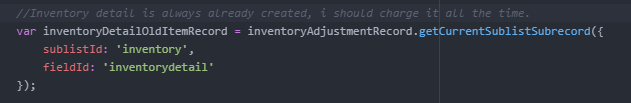 //Inventory detail is always already created, i should charge it all the time.
var inventoryDetailOldItemRecord = inventoryAdjustmentRecord.getCurrentSublistSubrecord({
    sublistId: 'inventory',
    fieldId: 'inventorydetail'
});